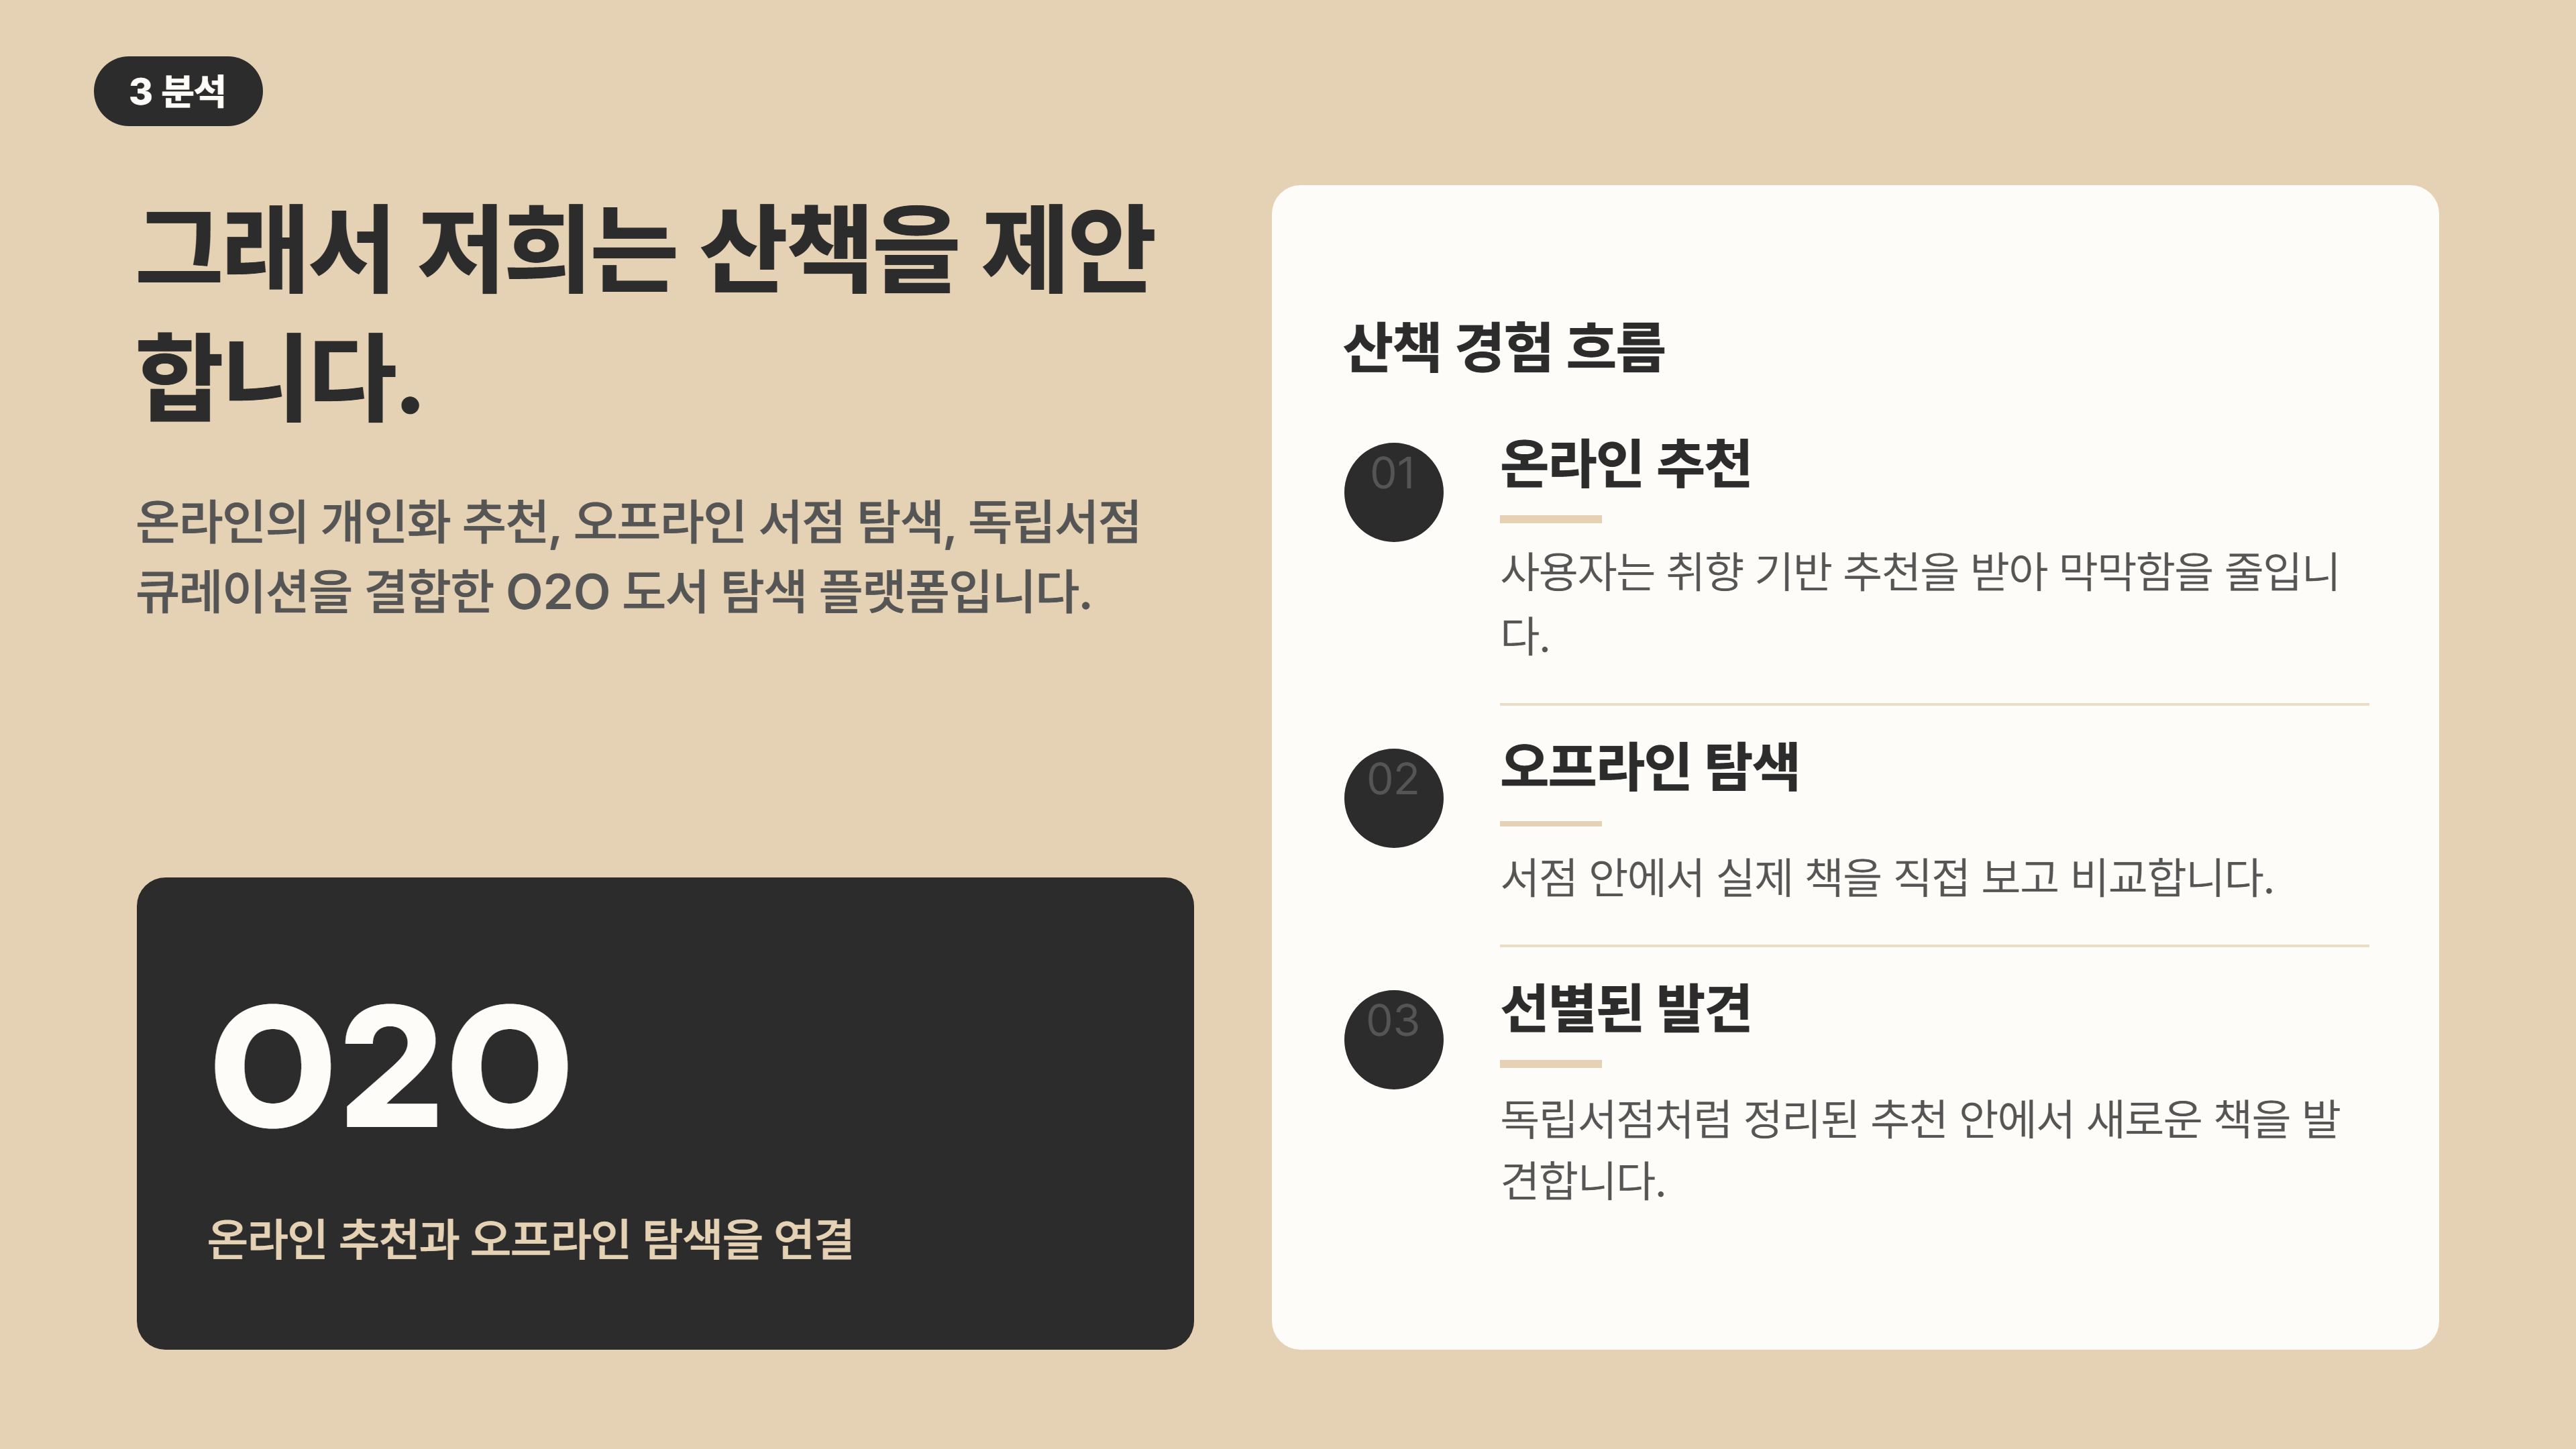 3 분석
그래서 저희는 산책을 제안
합니다.
온라인의 개인화 추천, 오프라인 서점 탐색, 독립서점
큐레이션을 결합한 O2O 도서 탐색 플랫폼입니다.
O2O
온라인 추천과 오프라인 탐색을 연결
산책 경험 흐름
01
온라인 추천
사용자는 취향 기반 추천을 받아 막막함을 줄입니
다.
02
오프라인 탐색
서점 안에서 실제 책을 직접 보고 비교합니다.
03
선별된 발견
독립서점처럼 정리된 추천 안에서 새로운 책을 발
견합니다.